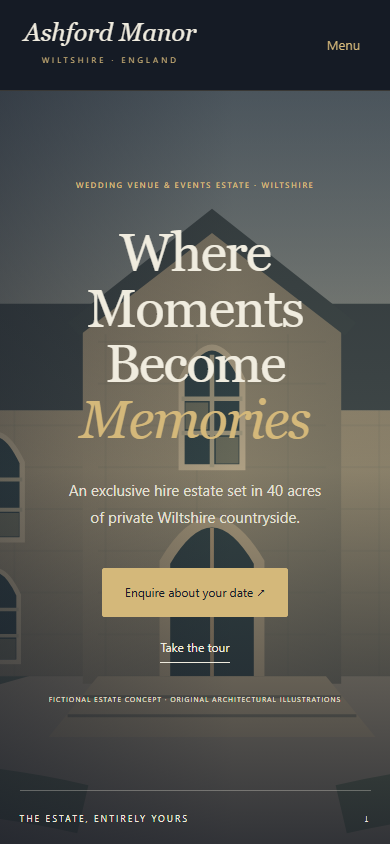 Ashford Manor
WILTSHIRE · ENGLAND
Menu
WEDDING VENUE & EVENTS ESTATE · WILTSHIRE
Where
Moments
Become
Memories
An exclusive hire estate set in 40 acres
of private Wiltshire countryside.
Enquire about your date ↗
Take the tour
FICTIONAL ESTATE CONCEPT · ORIGINAL ARCHITECTURAL ILLUSTRATIONS
THE ESTATE, ENTIRELY YOURS
↓